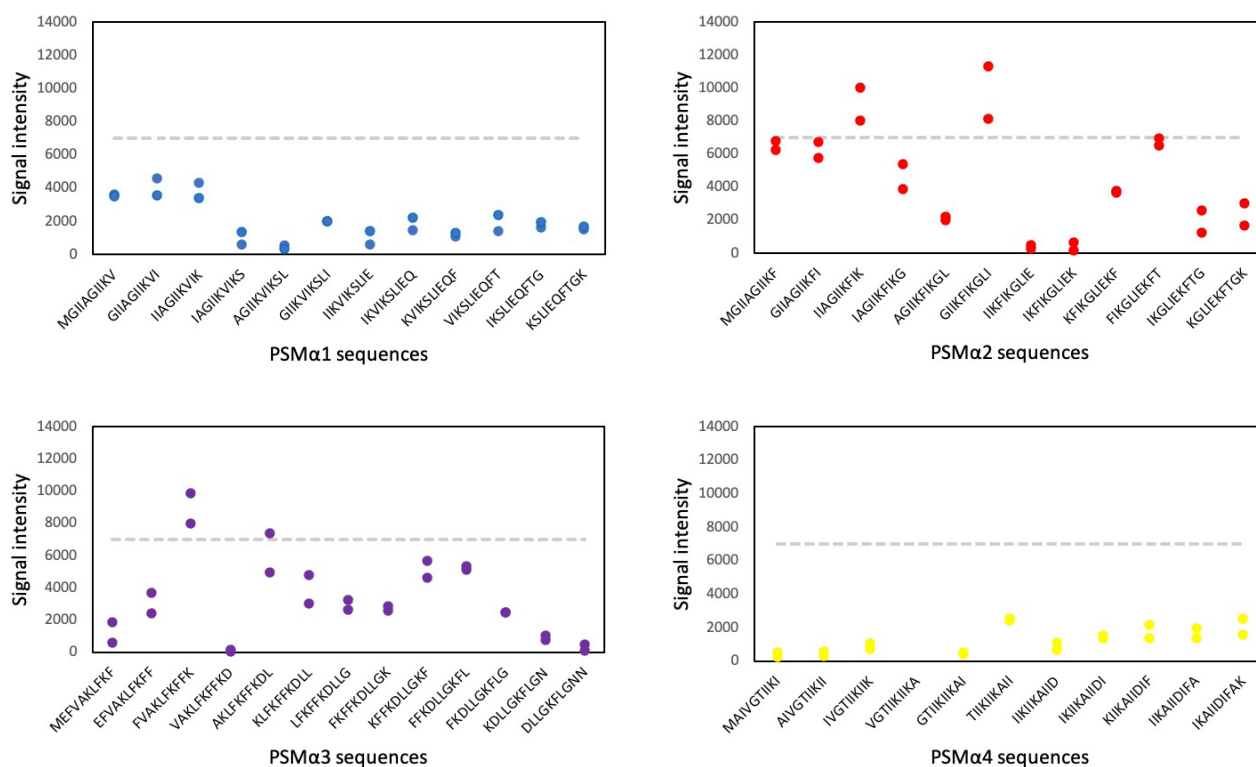 14000
12000
10000
8000
6000
4000
2000
0
Signal intensity
MGIIAGIIKV
GIIAGIIKVI
IIAGIIKVIK
IAGIIKVIKS
AGIIKVIKSL
GIIKVIKSLI
IIKVIKSLIE
IKVIKSLIEQ
KVIKSLIEQF
VIKSLIEQFT
IKSLIEQFTG
KSLIEQFTGK
PSMα1 sequences
14000
12000
10000
8000
6000
4000
2000
0
Signal intensity
MGIIAGIIKF
GIIAGIIKFI
IIAGIIKFIK
IAGIIKFIKG
AGIIKFIKGL
GIIKFIKGLI
IIKFIKGLIE
IKFIKGLIEK
KFIKGLIEKF
FIKGLIEKFT
IKGLIEKFTG
KGLIEKFTGK
PSMα2 sequences
14000
12000
10000
8000
6000
4000
2000
0
Signal intensity
MEFVAKLFKF
EFVAKLFKFF
FVAKLFKFFK
VAKLFKFFKD
AKLFKFFKDL
KLFKFFKDLL
LFKFFKDLLG
FKFFKDLLGK
KFFKDLLGKF
FFKDLLGKFL
FKDLLGKFLG
KDLLGKFLGN
DLLGKFLGNN
PSMα3 sequences
14000
12000
10000
8000
6000
4000
2000
0
Signal intensity
MAIVGTIIKI
AIVGTIIKII
IVGTIIKIIK
VGTIIKIIKA
GTIIKIIKAI
TIIKIIKAII
IIKIIKAIID
IKIIKAIIDI
KIIKAIIDIF
IIKAIIDIFA
IKAIIDIFAK
PSMα4 sequences